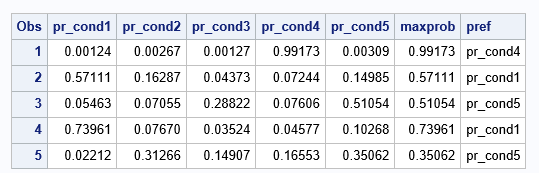 Obs pr_cond1 pr_cond2 pr_cond3 pr_cond4 pr_cond5 maxprob pref
1 0.00124 0.00267 0.00127 0.99173 0.00309 0.99173 pr_cond4
2 0.57111 0.16287 0.04373 0.07244 0.14985 0.57111 pr_cond1
3 0.05463 0.07055 0.28822 0.07606 0.51054 0.51054 pr_cond5
4 0.73961 0.07670 0.03524 0.04577 0.10268 0.73961 pr_cond1
5 0.02212 0.31266 0.14907 0.16553 0.35062 0.35062 pr_cond5